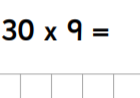 30 x 9 =